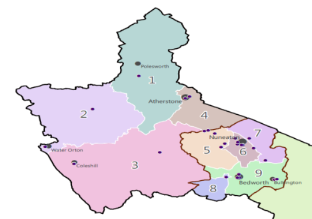 Polesworth
1
Atherstone
2
4
Nuneaton
7
5
6
Water Orton
Coleshill
3
9
Bedworth
Bulkington
8